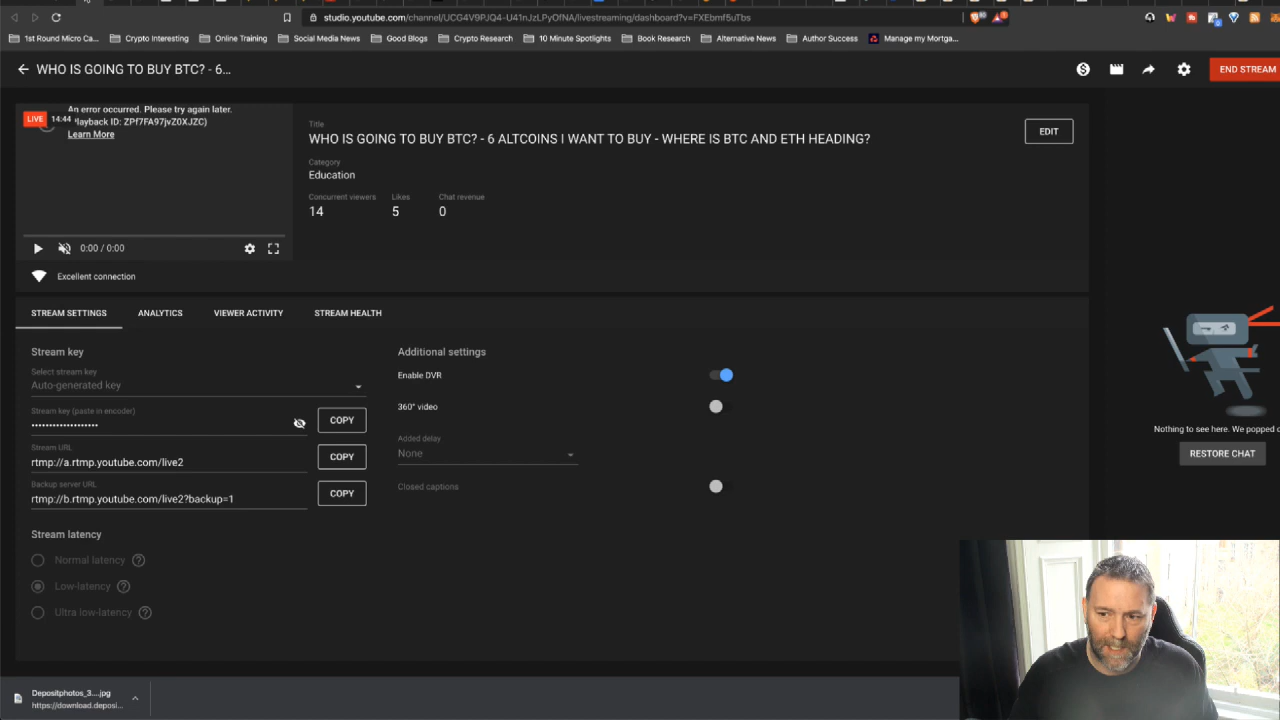 studio.youtube.com/channel/UCG4V9PJQ4-U41nJzLPyOfNA/livestreaming/dashboard?v=FXEbmf5uTbs
1st Round Micro Ca... Crypto Interesting Online Training Social Media News Good Blogs Crypto Research 10 Minute Spotlights Book Research Alternative News Author Success Manage my Mortga...
WHO IS GOING TO BUY BTC? - 6...
END STREAM
An error occurred. Please try again later.
LIVE 14:44
Playback ID: ZPf7FA97jvZ0XJZC)
Learn More
0:00 / 0:00
Excellent connection
Title
WHO IS GOING TO BUY BTC? - 6 ALTCOINS I WANT TO BUY - WHERE IS BTC AND ETH HEADING?
EDIT
Category
Education
Concurrent viewers Likes Chat revenue
14 5 0
STREAM SETTINGS ANALYTICS VIEWER ACTIVITY STREAM HEALTH
Stream key
Select stream key
Auto-generated key
Stream key (paste in encoder)
•••••••••••••••••••
COPY
Stream URL
rtmp://a.rtmp.youtube.com/live2
COPY
Backup server URL
rtmp://b.rtmp.youtube.com/live2?backup=1
COPY
Stream latency
Normal latency
Low-latency
Ultra low-latency
Additional settings
Enable DVR
360° video
Added delay
None
Closed captions
Nothing to see here. We popped
RESTORE CHAT
Depositphotos_3....jpg
https://download.deposi...